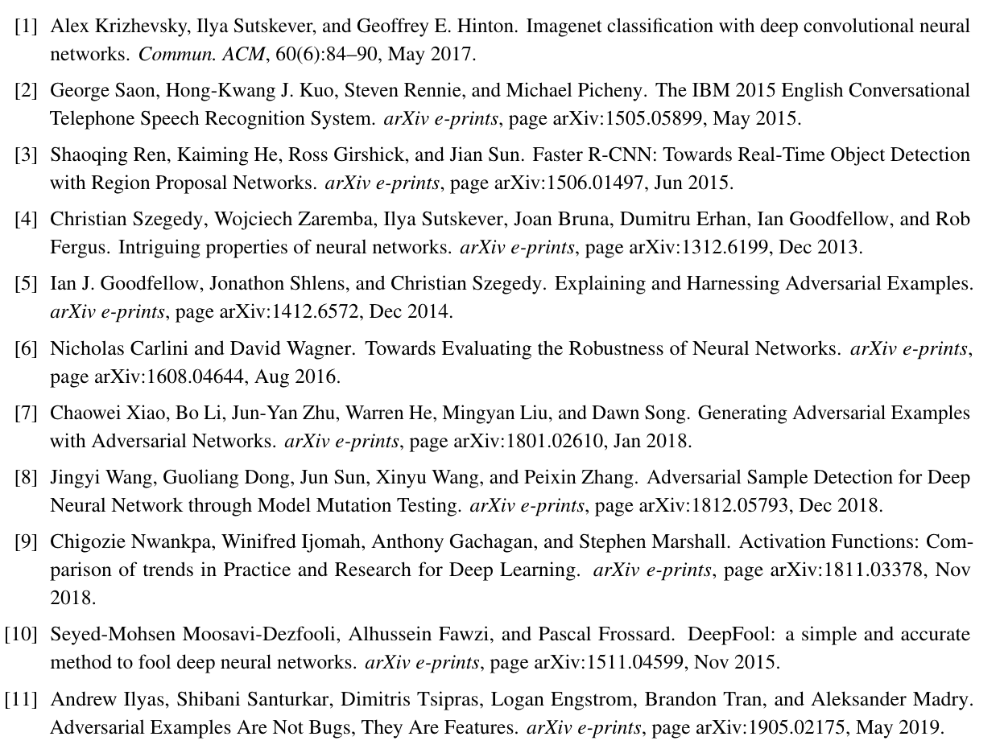 [1] Alex Krizhevsky, Ilya Sutskever, and Geoffrey E. Hinton. Imagenet classification with deep convolutional neural
networks. Commun. ACM, 60(6):84–90, May 2017.
[2] George Saon, Hong-Kwang J. Kuo, Steven Rennie, and Michael Picheny. The IBM 2015 English Conversational
Telephone Speech Recognition System. arXiv e-prints, page arXiv:1505.05899, May 2015.
[3] Shaoqing Ren, Kaiming He, Ross Girshick, and Jian Sun. Faster R-CNN: Towards Real-Time Object Detection
with Region Proposal Networks. arXiv e-prints, page arXiv:1506.01497, Jun 2015.
[4] Christian Szegedy, Wojciech Zaremba, Ilya Sutskever, Joan Bruna, Dumitru Erhan, Ian Goodfellow, and Rob
Fergus. Intriguing properties of neural networks. arXiv e-prints, page arXiv:1312.6199, Dec 2013.
[5] Ian J. Goodfellow, Jonathon Shlens, and Christian Szegedy. Explaining and Harnessing Adversarial Examples.
arXiv e-prints, page arXiv:1412.6572, Dec 2014.
[6] Nicholas Carlini and David Wagner. Towards Evaluating the Robustness of Neural Networks. arXiv e-prints,
page arXiv:1608.04644, Aug 2016.
[7] Chaowei Xiao, Bo Li, Jun-Yan Zhu, Warren He, Mingyan Liu, and Dawn Song. Generating Adversarial Examples
with Adversarial Networks. arXiv e-prints, page arXiv:1801.02610, Jan 2018.
[8] Jingyi Wang, Guoliang Dong, Jun Sun, Xinyu Wang, and Peixin Zhang. Adversarial Sample Detection for Deep
Neural Network through Model Mutation Testing. arXiv e-prints, page arXiv:1812.05793, Dec 2018.
[9] Chigozie Nwankpa, Winifred Ijomah, Anthony Gachagan, and Stephen Marshall. Activation Functions: Com-
parison of trends in Practice and Research for Deep Learning. arXiv e-prints, page arXiv:1811.03378, Nov
2018.
[10] Seyed-Mohsen Moosavi-Dezfooli, Alhussein Fawzi, and Pascal Frossard. DeepFool: a simple and accurate
method to fool deep neural networks. arXiv e-prints, page arXiv:1511.04599, Nov 2015.
[11] Andrew Ilyas, Shibani Santurkar, Dimitris Tsipras, Logan Engstrom, Brandon Tran, and Aleksander Madry.
Adversarial Examples Are Not Bugs, They Are Features. arXiv e-prints, page arXiv:1905.02175, May 2019.